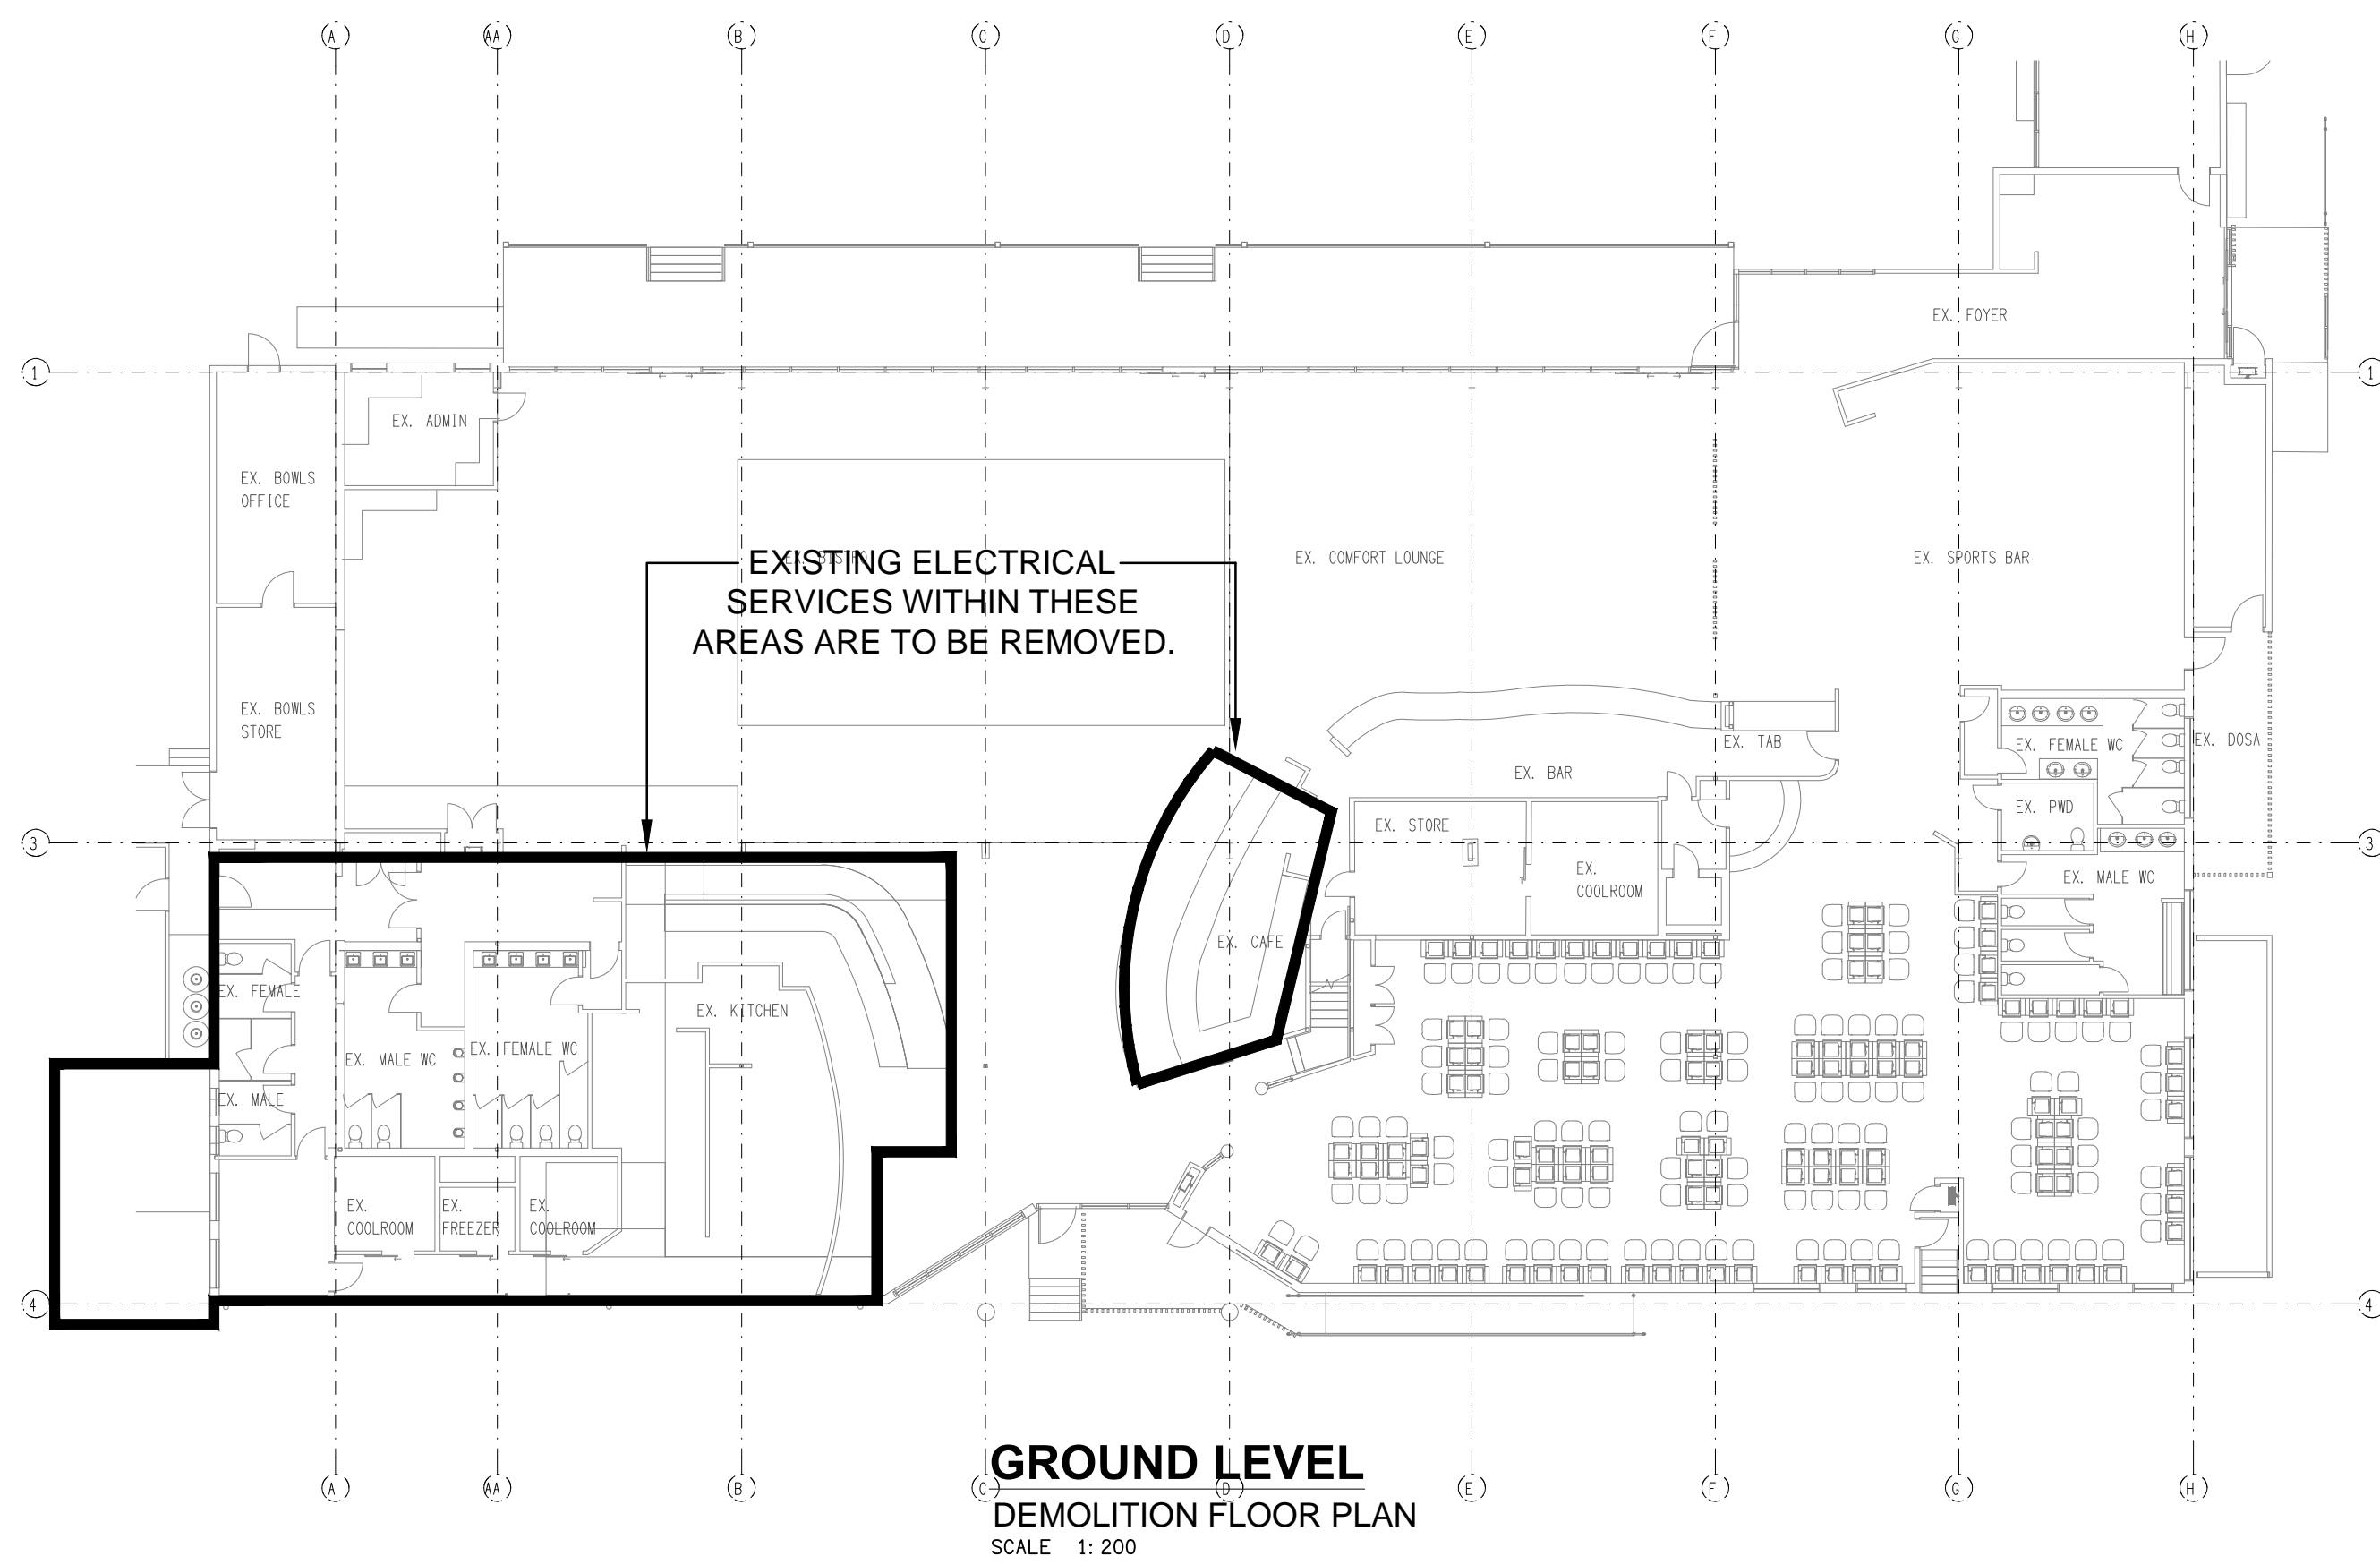 A
AA
B
C
D
E
F
G
H
EX. FOYER
1
1
EX. ADMIN
EX. BOWLS
OFFICE
EX. BISTRO
EX. COMFORT LOUNGE
EX. SPORTS BAR
EXISTING ELECTRICAL
SERVICES WITHIN THESE
AREAS ARE TO BE REMOVED.
EX. BOWLS
STORE
EX. TAB
EX. FEMALE WC
EX. DOSA
EX. BAR
EX. PWD
EX. STORE
3
3
EX.
COOLROOM
EX. MALE WC
EX. CAFE
EX. FEMALE
EX. KITCHEN
EX. MALE WC
EX. FEMALE WC
EX. MALE
EX.
COOLROOM
EX.
FREEZER
EX.
COOLROOM
4
4
GROUND LEVEL
A
AA
B
C
D
E
F
G
H
DEMOLITION FLOOR PLAN
SCALE 1:200